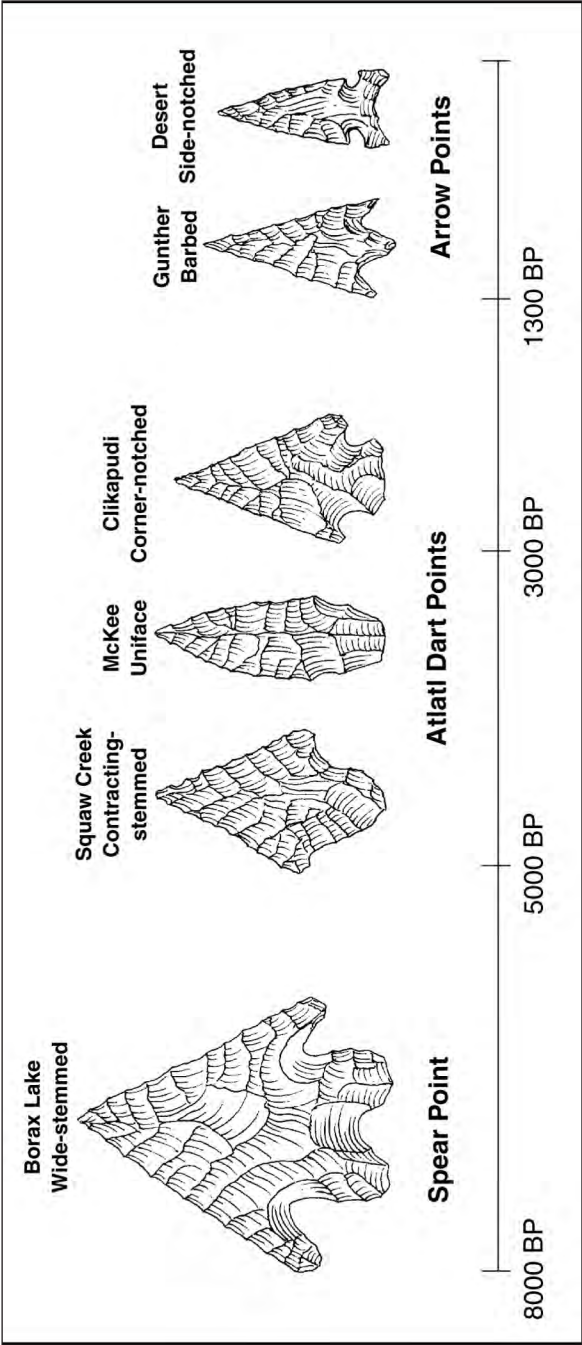 Borax Lake
Wide-stemmed
Squaw Creek
Contracting-
stemmed
McKee
Uniface
Clikapudi
Corner-notched
Gunther
Barbed
Desert
Side-notched
Spear Point
Atlatl Dart Points
Arrow Points
8000 BP
5000 BP
3000 BP
1300 BP